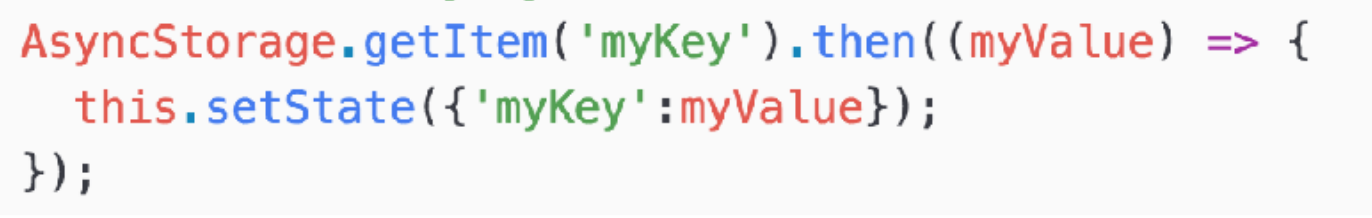 AsyncStorage.getItem('myKey').then((myValue) => {
  this.setState({'myKey':myValue});
});